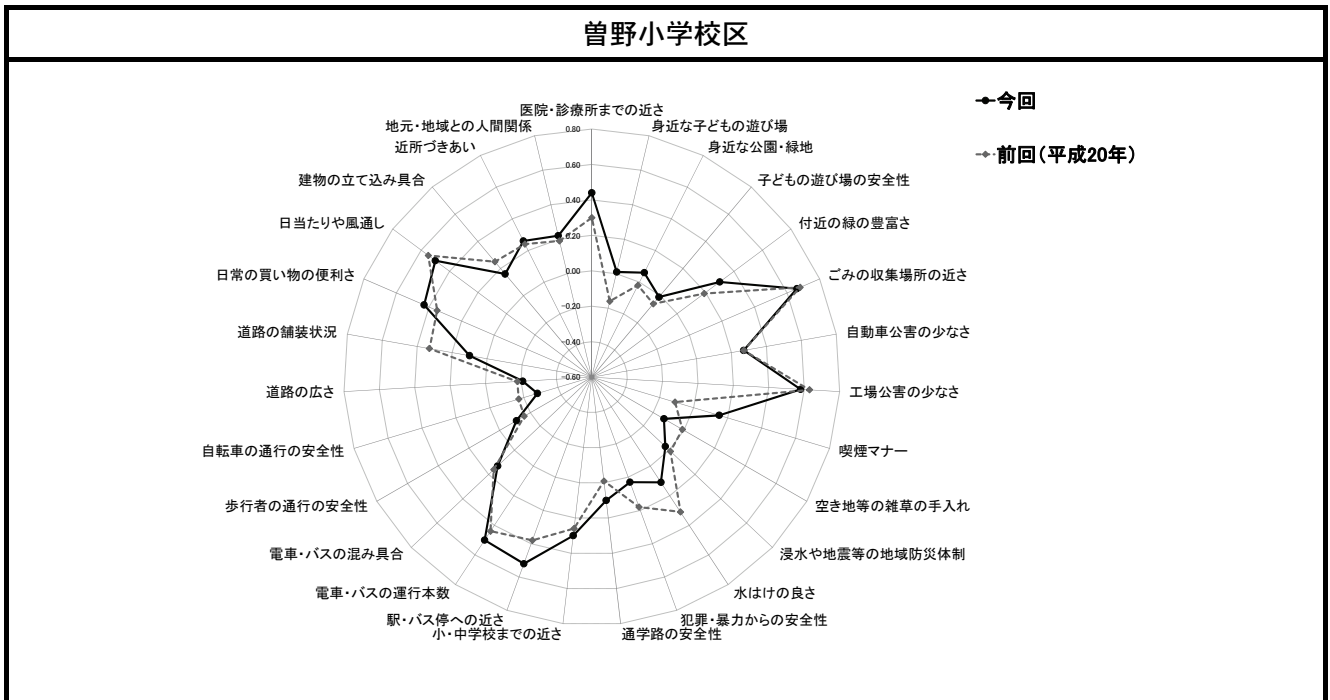 曽野小学校区
今回
前回(平成20年)
医院・診療所までの近さ
身近な子どもの遊び場
身近な公園・緑地
子どもの遊び場の安全性
付近の緑の豊富さ
ごみの収集場所の近さ
自動車公害の少なさ
工場公害の少なさ
喫煙マナー
空き地等の雑草の手入れ
浸水や地震等の地域防災体制
水はけの良さ
犯罪・暴力からの安全性
通学路の安全性
小・中学校までの近さ
駅・バス停への近さ
電車・バスの運行本数
電車・バスの混み具合
歩行者の通行の安全性
自転車の通行の安全性
道路の広さ
道路の舗装状況
日常の買い物の便利さ
日当たりや風通し
建物の立て込み具合
近所づきあい
地元・地域との人間関係
0.80
0.60
0.40
0.20
0.00
-0.20
-0.40
-0.60